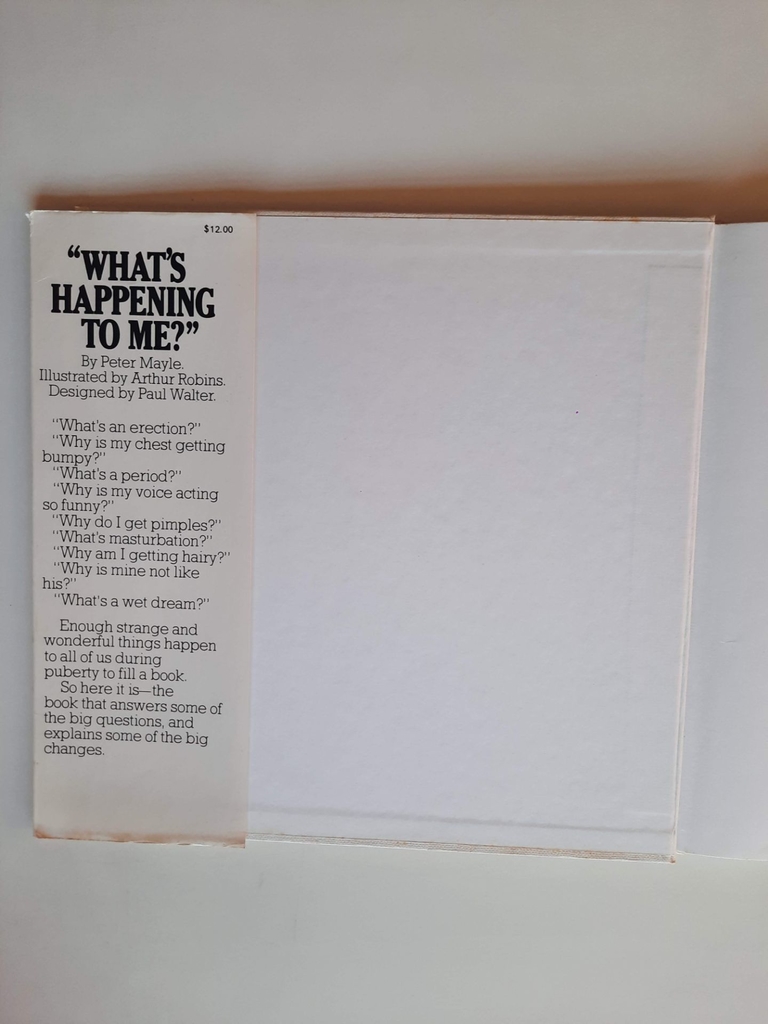 $12.00
“WHAT'S
HAPPENING
TO ME?”
By Peter Mayle.
Illustrated by Arthur Robins.
Designed by Paul Walter.
"What's an erection?"
"Why is my chest getting
bumpy?"
"What's a period?"
"Why is my voice acting
so funny?"
"Why do I get pimples?"
"What's masturbation?"
"Why am I getting hairy?"
"Why is mine not like
his?"
"What's a wet dream?"
Enough strange and
wonderful things happen
to all of us during
puberty to fill a book.
So here it is—the
book that answers some of
the big questions, and
explains some of the big
changes.